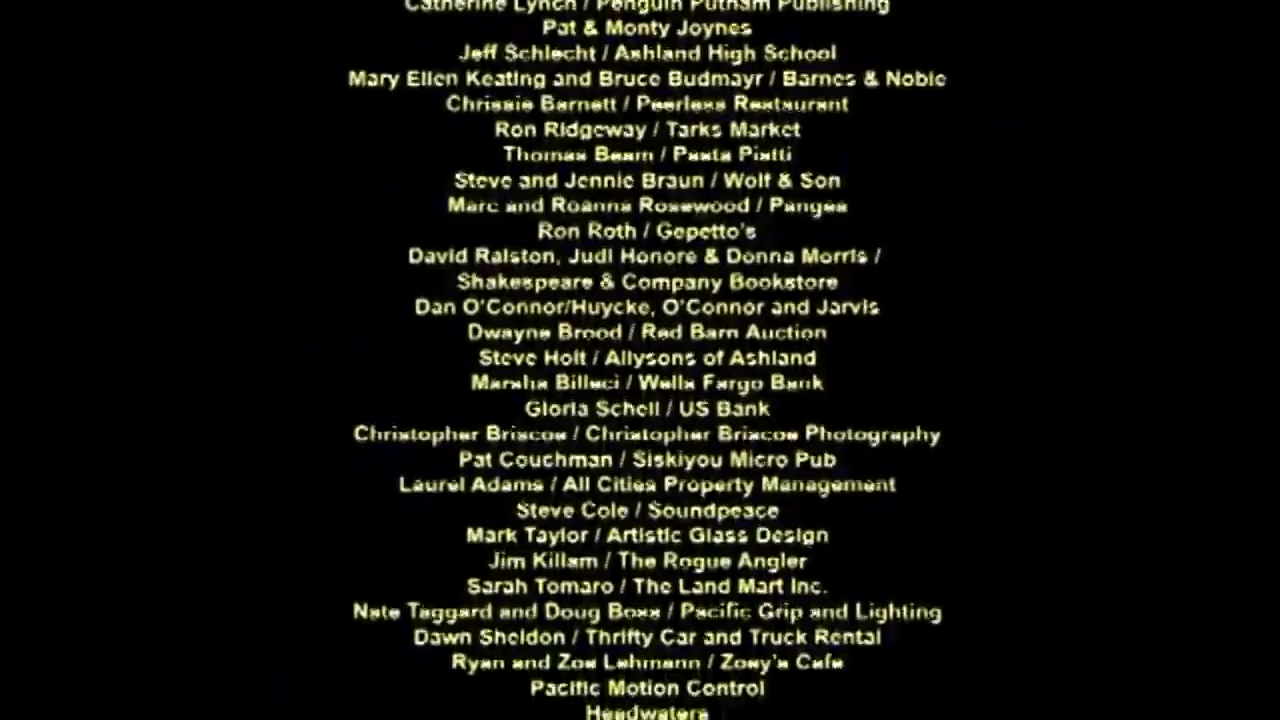 Catherine Lynch / Penguin Putnam Publishing
Pat & Monty Joynes
Jeff Schlecht / Ashland High School
Mary Ellen Keating and Bruce Budmayr / Barnes & Noble
Chrissie Barnett / Peerless Restaurant
Ron Ridgeway / Tarks Market
Thomas Beam / Pasta Piatti
Steve and Jennie Braun / Wolf & Son
Marc and Roanna Rosewood / Pangea
Ron Roth / Gepetto's
David Ralston, Judi Honore & Donna Morris /
Shakespeare & Company Bookstore
Dan O'Connor/Huycke, O'Connor and Jarvis
Dwayne Brood / Red Barn Auction
Steve Holt / Allysons of Ashland
Marsha Billeci / Wells Fargo Bank
Gloria Schell / US Bank
Christopher Briscoe / Christopher Briscoe Photography
Pat Couchman / Siskiyou Micro Pub
Laurel Adams / All Cities Property Management
Steve Cole / Soundpeace
Mark Taylor / Artistic Glass Design
Jim Killam / The Rogue Angler
Sarah Tomaro / The Land Mart Inc.
Nate Taggard and Doug Boss / Pacific Grip and Lighting
Dawn Sheldon / Thrifty Car and Truck Rental
Ryan and Zoe Lehmann / Zoey's Cafe
Pacific Motion Control
Headwaters